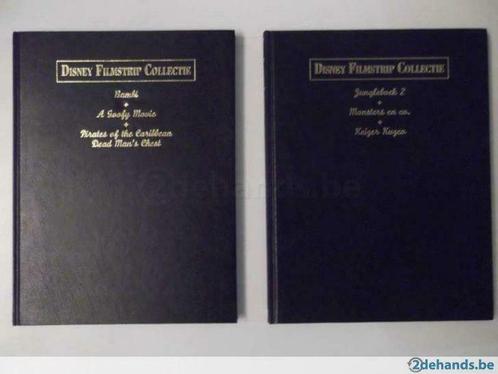 DISNEY FILMSTRIP COLLECTIE
Bambi
+
A Goofy Movie
+
Pirates of the Caribbean
Dead Man's Chest
DISNEY FILMSTRIP COLLECTIE
Jungleboek 2
+
Monsters en co.
+
Keizer Kuzco
2dehands.be
2dehands.be